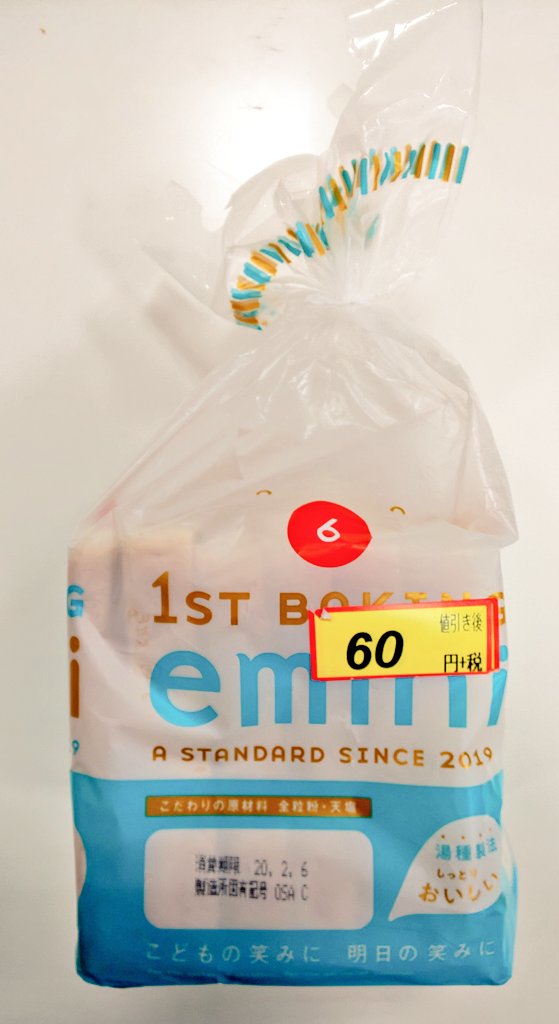 6
1ST BAKING
値引き後
60
円+税
A STANDARD SINCE 2019
こだわりの原材料 全粒粉・天塩
消費期限 20. 2. 6
製造所固有記号 OSA C
湯種製法
しっとり
おいしい
こどもの笑みに 明日の笑みに